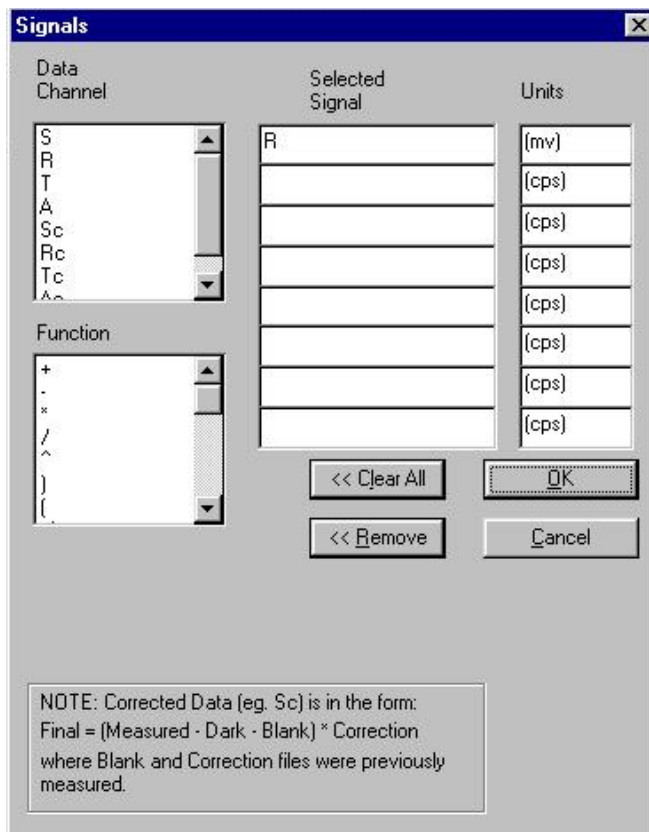 Signals
Data
Channel
S
R
T
A
Sc
Rc
Tc
Function
+
-
*
/
^
)
(
Selected
Signal
R
Units
(mv)
(cps)
(cps)
(cps)
(cps)
(cps)
(cps)
(cps)
<< Clear All
OK
<< Remove
Cancel
NOTE: Corrected Data (eg. Sc) is in the form:
Final = (Measured - Dark - Blank) * Correction
where Blank and Correction files were previously
measured.